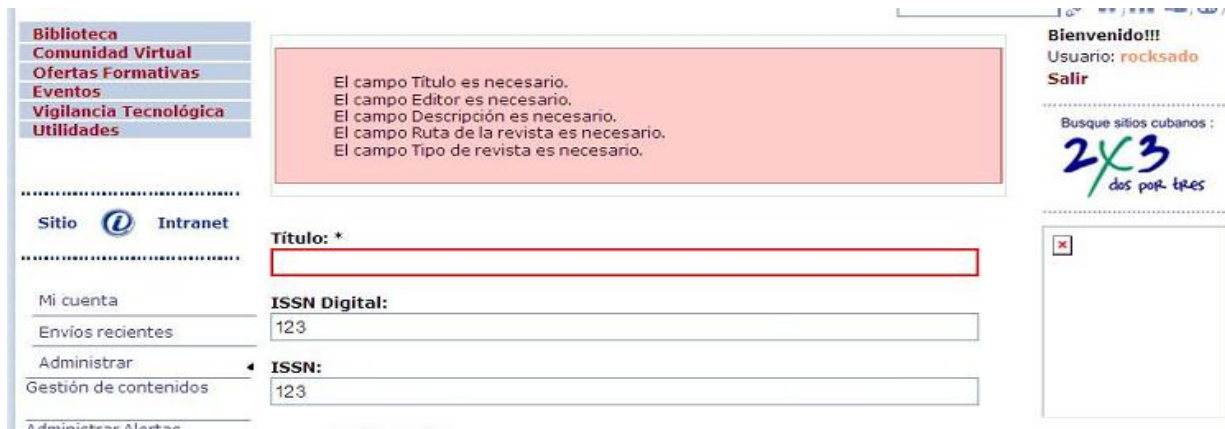 Biblioteca
Comunidad Virtual
Ofertas Formativas
Eventos
Vigilancia Tecnológica
Utilidades
Sitio Intranet
Mi cuenta
Envíos recientes
Administrar
Gestión de contenidos
Administrar Alertas
El campo Título es necesario.
El campo Editor es necesario.
El campo Descripción es necesario.
El campo Ruta de la revista es necesario.
El campo Tipo de revista es necesario.
Título: *
ISSN Digital:
123
ISSN:
123
Bienvenido!!!
Usuario: rocksado
Salir
Busque sitios cubanos :
2x3
dos por tres